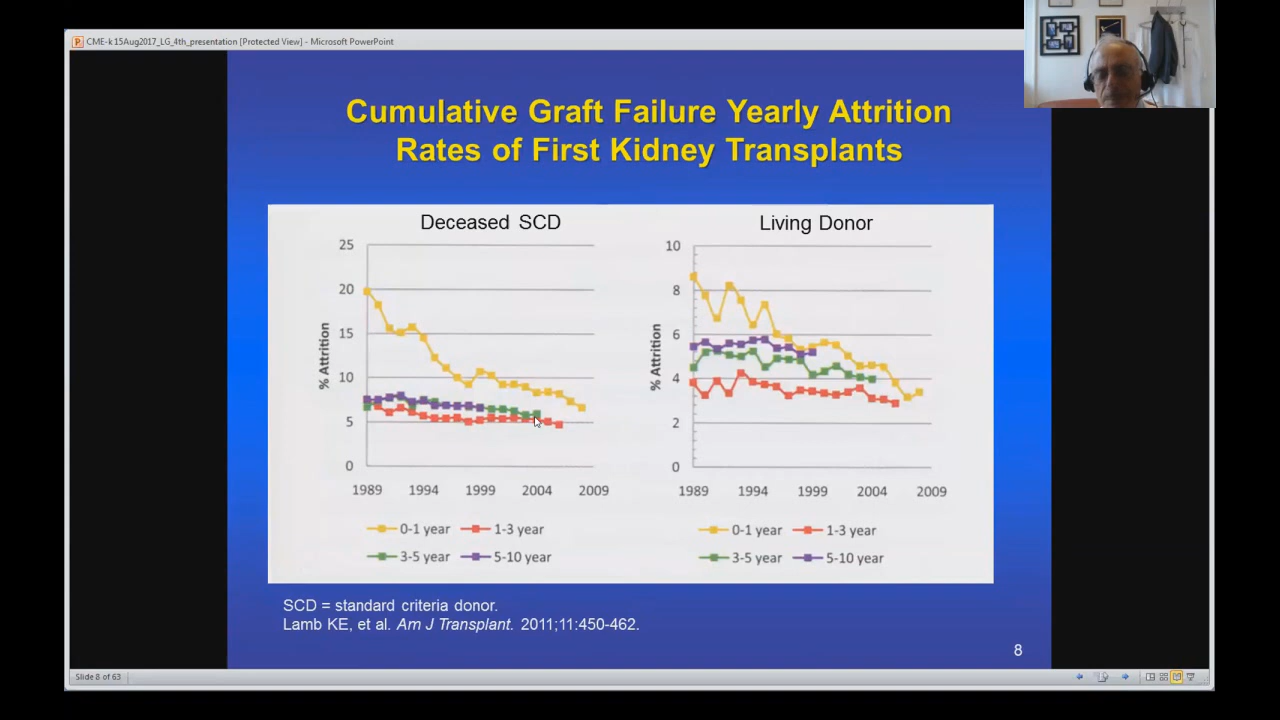 CME-k 15Aug2017_LG_4th_presentation [Protected View] - Microsoft PowerPoint
Cumulative Graft Failure Yearly Attrition
Rates of First Kidney Transplants
Deceased SCD
25
20
15
10
5
0
% Attrition
1989 1994 1999 2004 2009
0-1 year 1-3 year
3-5 year 5-10 year
Living Donor
10
8
6
4
2
0
% Attrition
1989 1994 1999 2004 2009
0-1 year 1-3 year
3-5 year 5-10 year
SCD = standard criteria donor.
Lamb KE, et al. Am J Transplant. 2011;11:450-462.
8
Slide 8 of 63